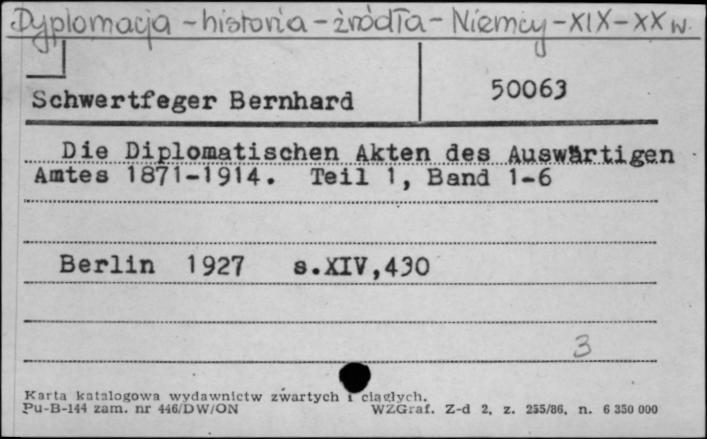 Dyplomacja - historia - źródła - Niemcy - XIX - XX w.
Schwertfeger Bernhard
50063
Die Diplomatischen Akten des Auswärtigen
Amtes 1871-1914. Teil 1, Band 1-6
Berlin 1927 s.XIV,430
3
Karta katalogowa wydawnictw zwartych i ciągłych.
Pu-B-144 zam. nr 446/DW/ON WZGraf. Z-d 2, z. 255/86, n. 6 350 000